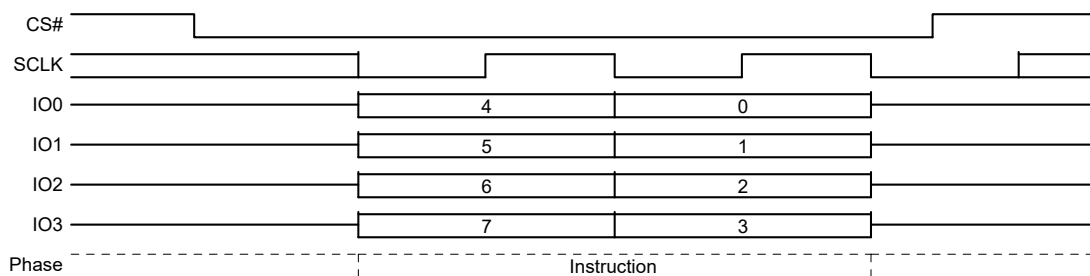 CS#
SCLK
IO0 4 0
IO1 5 1
IO2 6 2
IO3 7 3
Phase Instruction